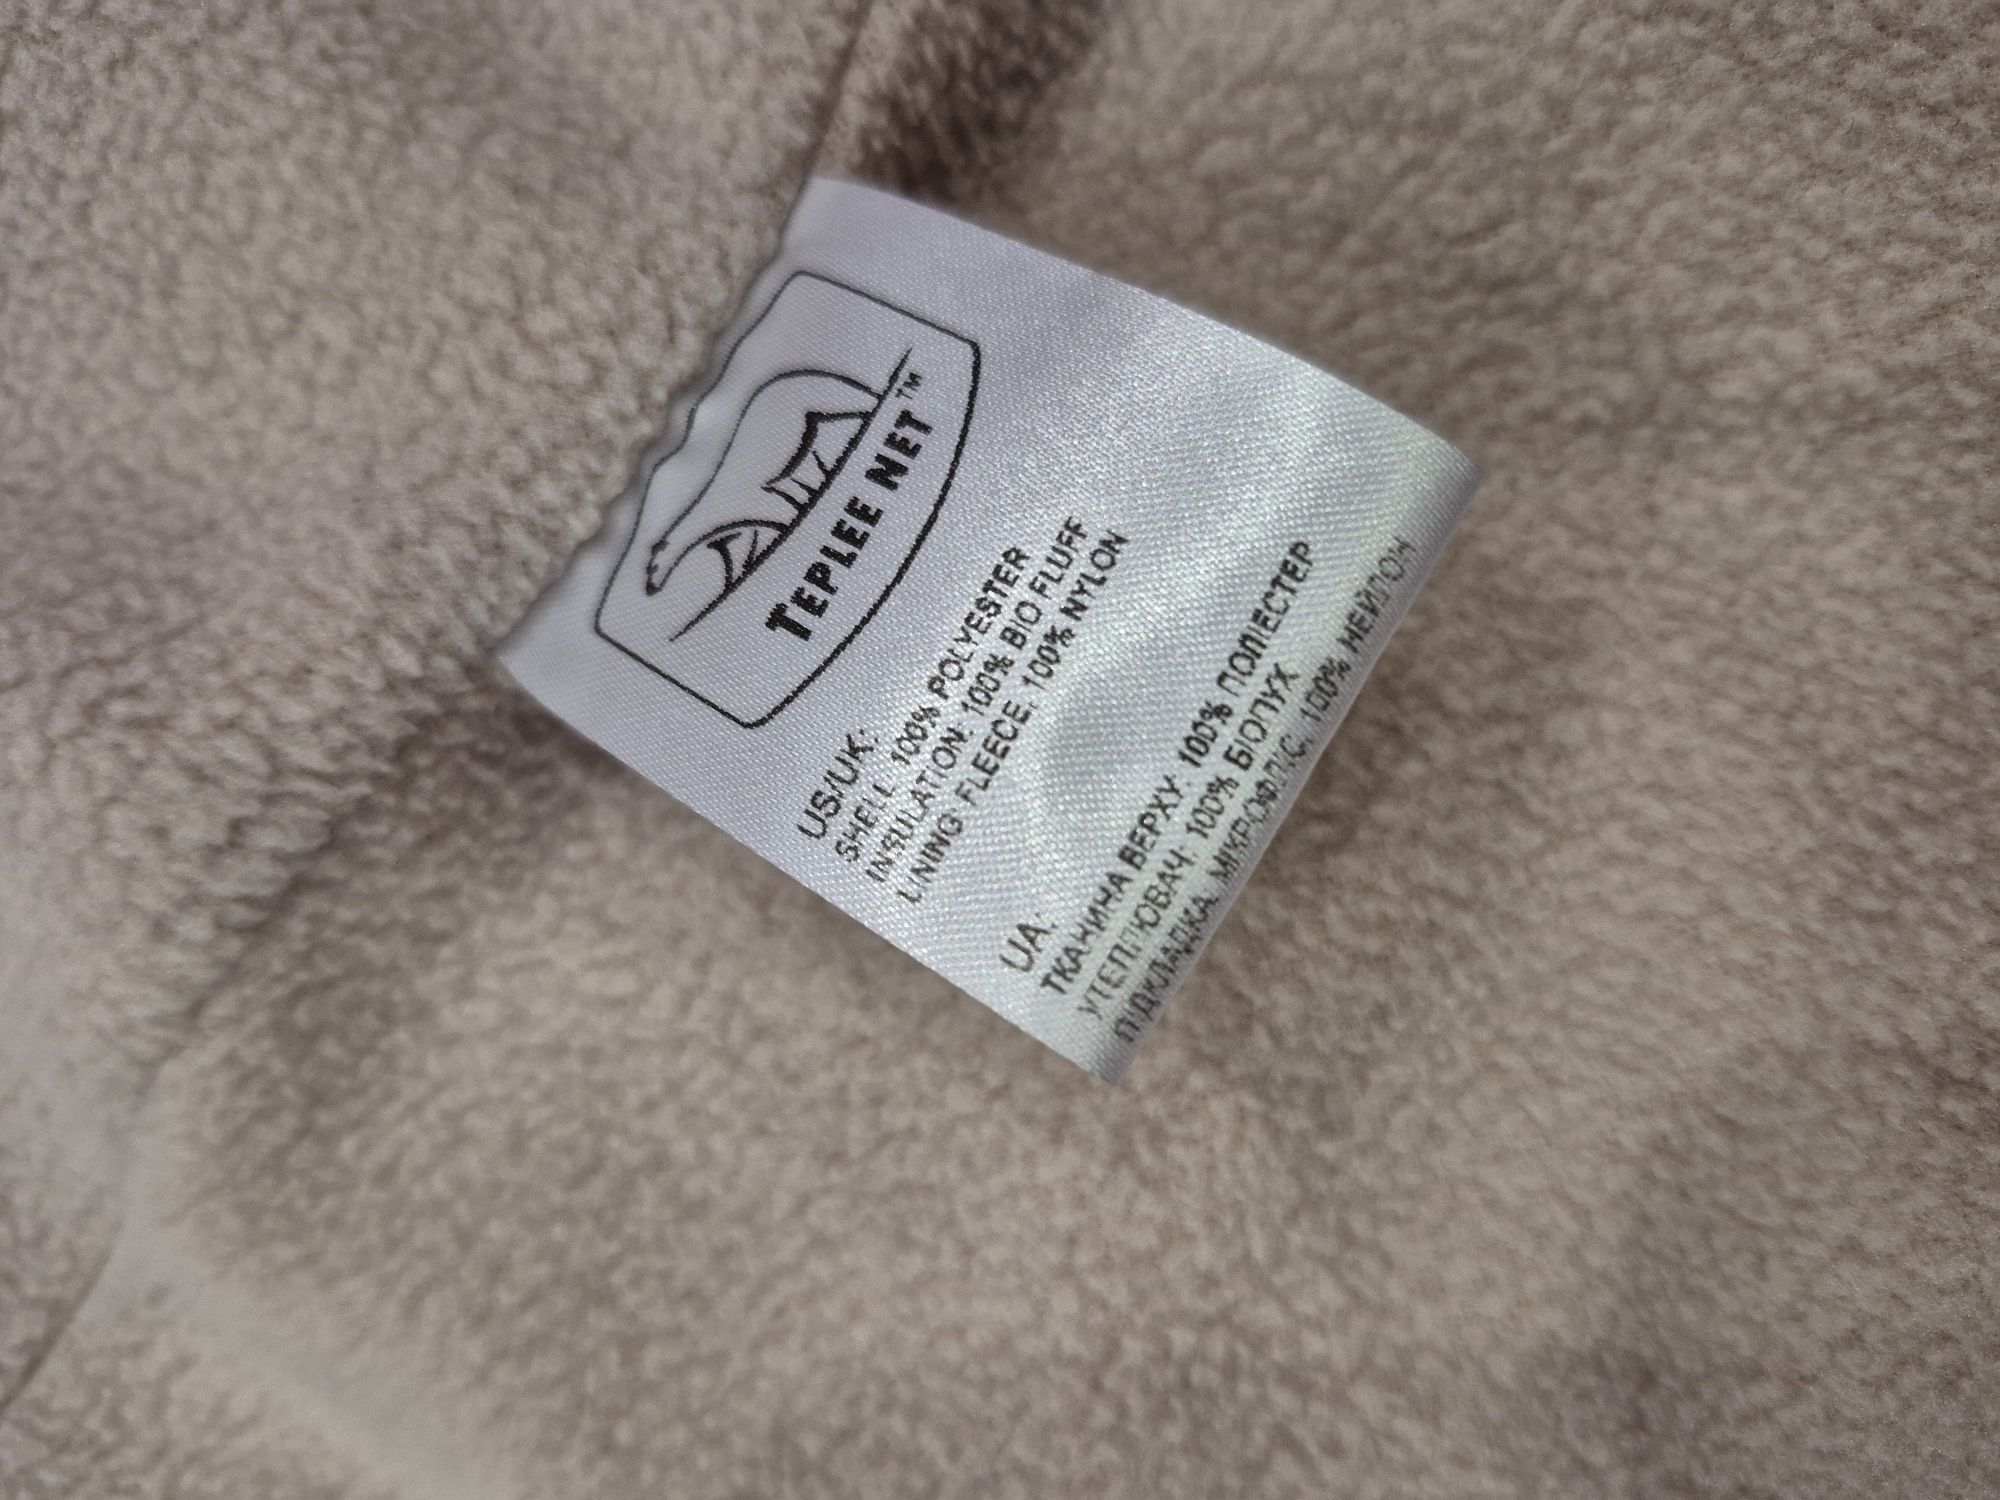 TEPLEE NET™
US/UK:
SHELL: 100% POLYESTER
INSULATION: 100% BIO FLUFF
LINING FLEECE: 100% NYLON
UA:
ТКАНИНА ВЕРХУ: 100% ПОЛІЕСТЕР
УТЕПЛЮВАЧ: 100% БІОПУХ
ПІДКЛАДКА: МІКРОФЛІС, 100% НЕЙЛОН